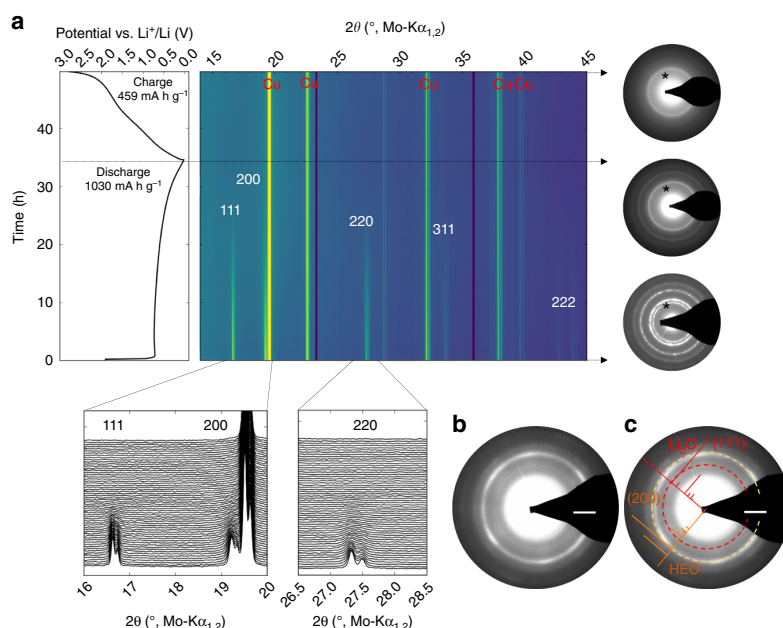 a
Potential vs. Li⁺/Li (V)
2θ (°, Mo-Kα₁,₂)
3.0 2.5 2.0 1.5 1.0 0.5 0.0
15 20 25 30 35 40 45
Charge
459 mA h g⁻¹
Cu Cu Cu Cu Cu
*
40
Discharge
1030 mA h g⁻¹
Time (h)
30
200
111
220
311
*
20
10
222
*
0
111 200
220
b
c
Li₂O (111)
(200)
HEO
16 17 18 19 20
26.5 27.0 27.5 28.0 28.5
2θ (°, Mo-Kα₁,₂)
2θ (°, Mo-Kα₁,₂)